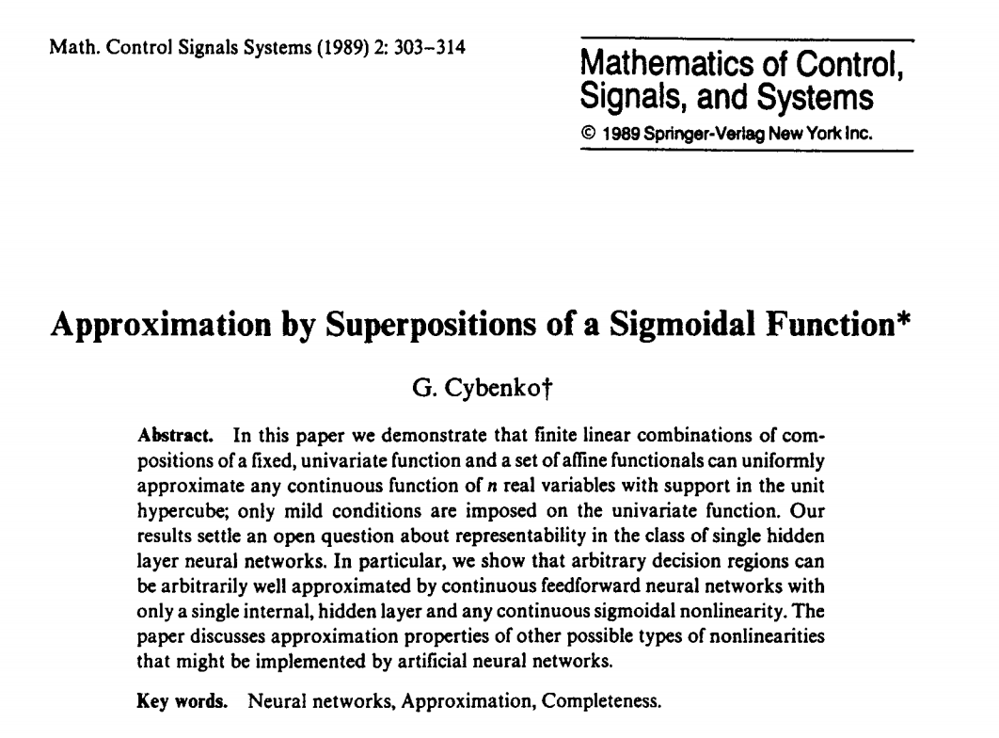 Math. Control Signals Systems (1989) 2: 303–314
Mathematics of Control,
Signals, and Systems
© 1989 Springer-Verlag New York Inc.
Approximation by Superpositions of a Sigmoidal Function*
G. Cybenko†
Abstract. In this paper we demonstrate that finite linear combinations of com-
positions of a fixed, univariate function and a set of affine functionals can uniformly
approximate any continuous function of n real variables with support in the unit
hypercube; only mild conditions are imposed on the univariate function. Our
results settle an open question about representability in the class of single hidden
layer neural networks. In particular, we show that arbitrary decision regions can
be arbitrarily well approximated by continuous feedforward neural networks with
only a single internal, hidden layer and any continuous sigmoidal nonlinearity. The
paper discusses approximation properties of other possible types of nonlinearities
that might be implemented by artificial neural networks.
Key words. Neural networks, Approximation, Completeness.